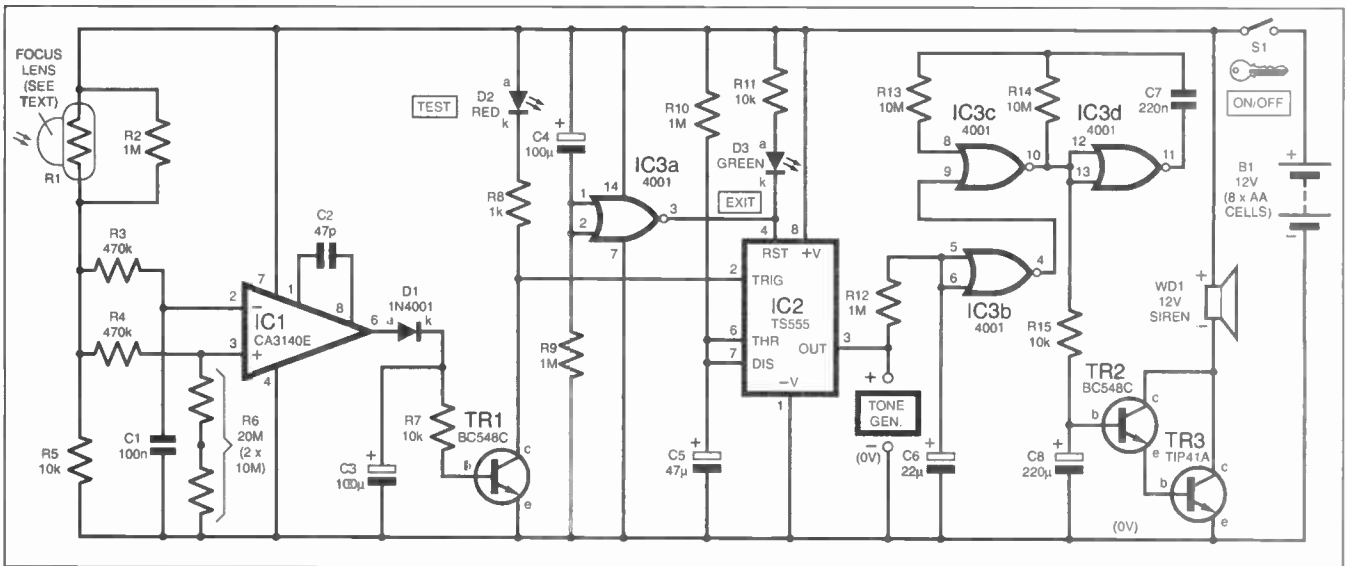 FOCUS
LENS
(SEE
TEXT)
R1
R2
1M
R3
470k
R4
470k
R5
10k
C1
100n
R6
20M
(2 x
10M)
2
3
7
1
8
4
6
IC1
CA3140E
C2
47p
D1
1N4001
a
k
C3
100µ
+
R7
10k
TR1
BC548C
b
c
e
TEST
a
D2
RED
k
R8
1k
C4
100µ
+
R9
1M
IC3a
4001
1
2
14
7
3
R10
1M
R11
10k
a
D3
GREEN
k
EXIT
4
8
RST
+V
2
TRIG
IC2
TS555
6
THR
7
DIS
OUT
3
–V
1
C5
47µ
+
R12
1M
+
TONE
GEN.
–
(0V)
C6
22µ
+
5
6
4
IC3b
4001
R13
10M
IC3c
4001
8
9
10
R14
10M
IC3d
4001
12
13
11
C7
220n
R15
10k
C8
220µ
+
TR2
BC548C
b
c
e
TR3
TIP41A
b
c
e
(0V)
WD1
12V
SIREN
+
–
S1
ON/OFF
B1
12V
(8 x AA
CELLS)
+
–